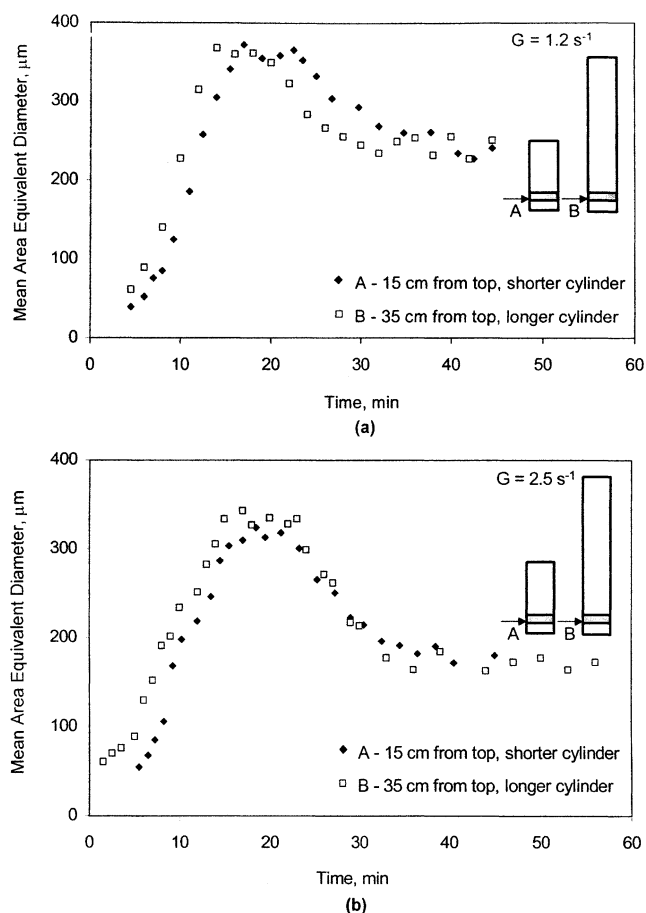 400
G = 1.2 s⁻¹
300
200
100
0
Mean Area Equivalent Diameter, μm
A
B
◆ A - 15 cm from top, shorter cylinder
□ B - 35 cm from top, longer cylinder
0 10 20 30 40 50 60
Time, min
(a)
400
G = 2.5 s⁻¹
300
200
100
0
Mean Area Equivalent Diameter, μm
A
B
◆ A - 15 cm from top, shorter cylinder
□ B - 35 cm from top, longer cylinder
0 10 20 30 40 50 60
Time, min
(b)